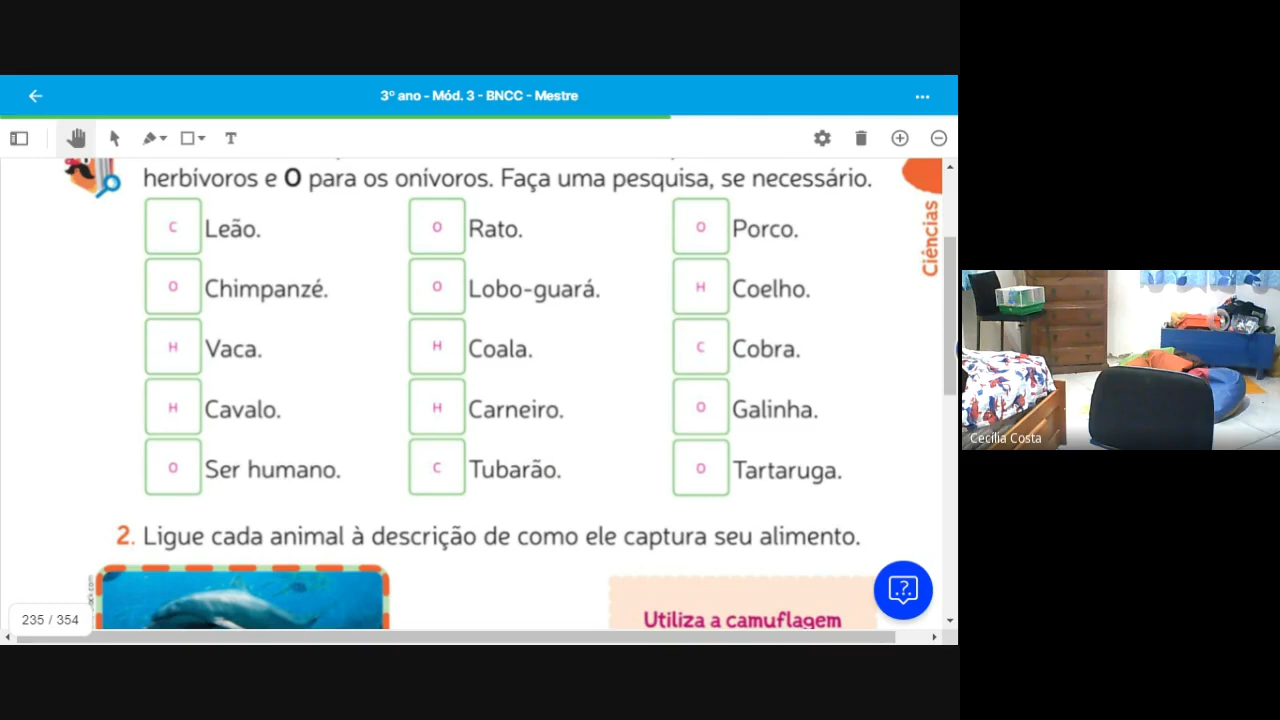 3º ano - Mód. 3 - BNCC - Mestre
T
herbívoros e O para os onívoros. Faça uma pesquisa, se necessário.
C Leão. O Rato. O Porco.
O Chimpanzé. O Lobo-guará. H Coelho.
H Vaca. H Coala. C Cobra.
H Cavalo. H Carneiro. O Galinha.
O Ser humano. C Tubarão. O Tartaruga.
Ciências
2. Ligue cada animal à descrição de como ele captura seu alimento.
Utiliza a camuflagem
235 / 354
Cecilia Costa